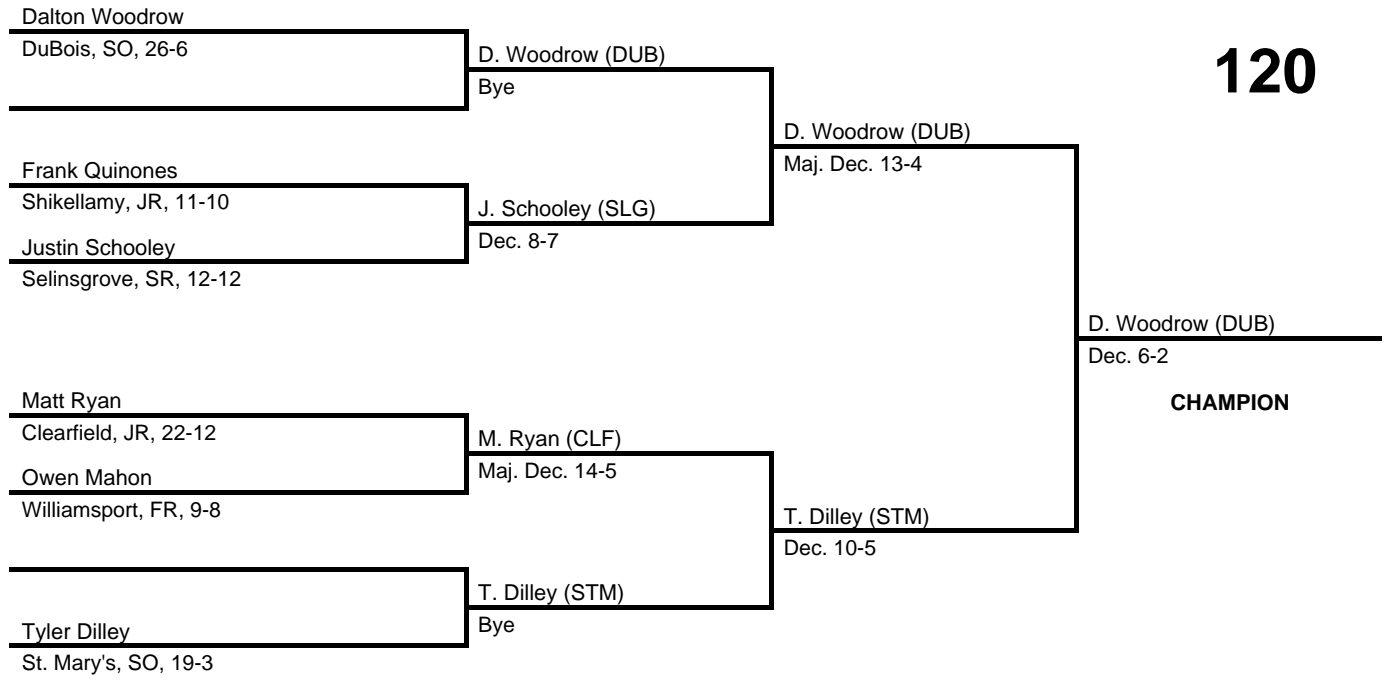 Dalton Woodrow
DuBois, SO, 26-6
D. Woodrow (DUB)
Bye
120
D. Woodrow (DUB)
Maj. Dec. 13-4
Frank Quinones
Shikellamy, JR, 11-10
J. Schooley (SLG)
Dec. 8-7
Justin Schooley
Selinsgrove, SR, 12-12
D. Woodrow (DUB)
Dec. 6-2
CHAMPION
Matt Ryan
Clearfield, JR, 22-12
M. Ryan (CLF)
Maj. Dec. 14-5
Owen Mahon
Williamsport, FR, 9-8
T. Dilley (STM)
Dec. 10-5
T. Dilley (STM)
Bye
Tyler Dilley
St. Mary's, SO, 19-3